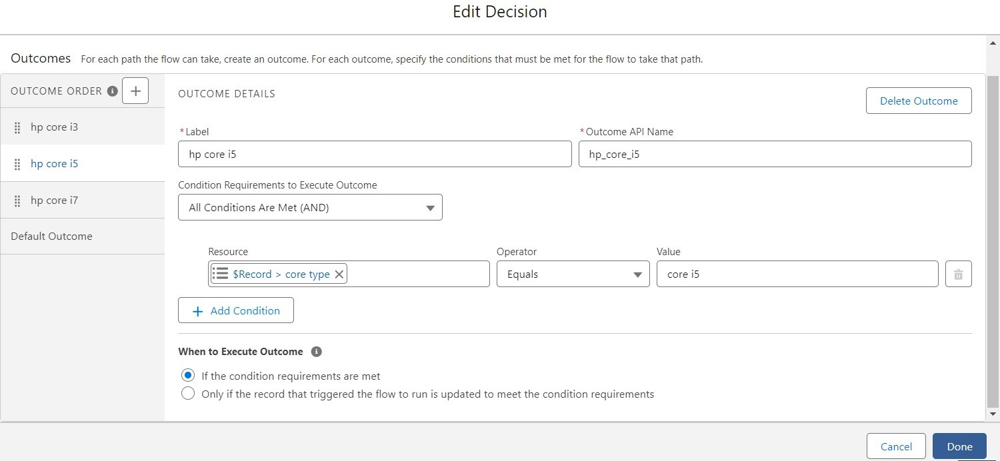 Edit Decision
Outcomes For each path the flow can take, create an outcome. For each outcome, specify the conditions that must be met for the flow to take that path.
OUTCOME ORDER
OUTCOME DETAILS
Delete Outcome
hp core i3
hp core i5
hp core i7
Default Outcome
*Label
*Outcome API Name
hp core i5
hp_core_i5
Condition Requirements to Execute Outcome
All Conditions Are Met (AND)
Resource Operator Value
$Record > core type Equals core i5
+ Add Condition
When to Execute Outcome
If the condition requirements are met
Only if the record that triggered the flow to run is updated to meet the condition requirements
Cancel Done